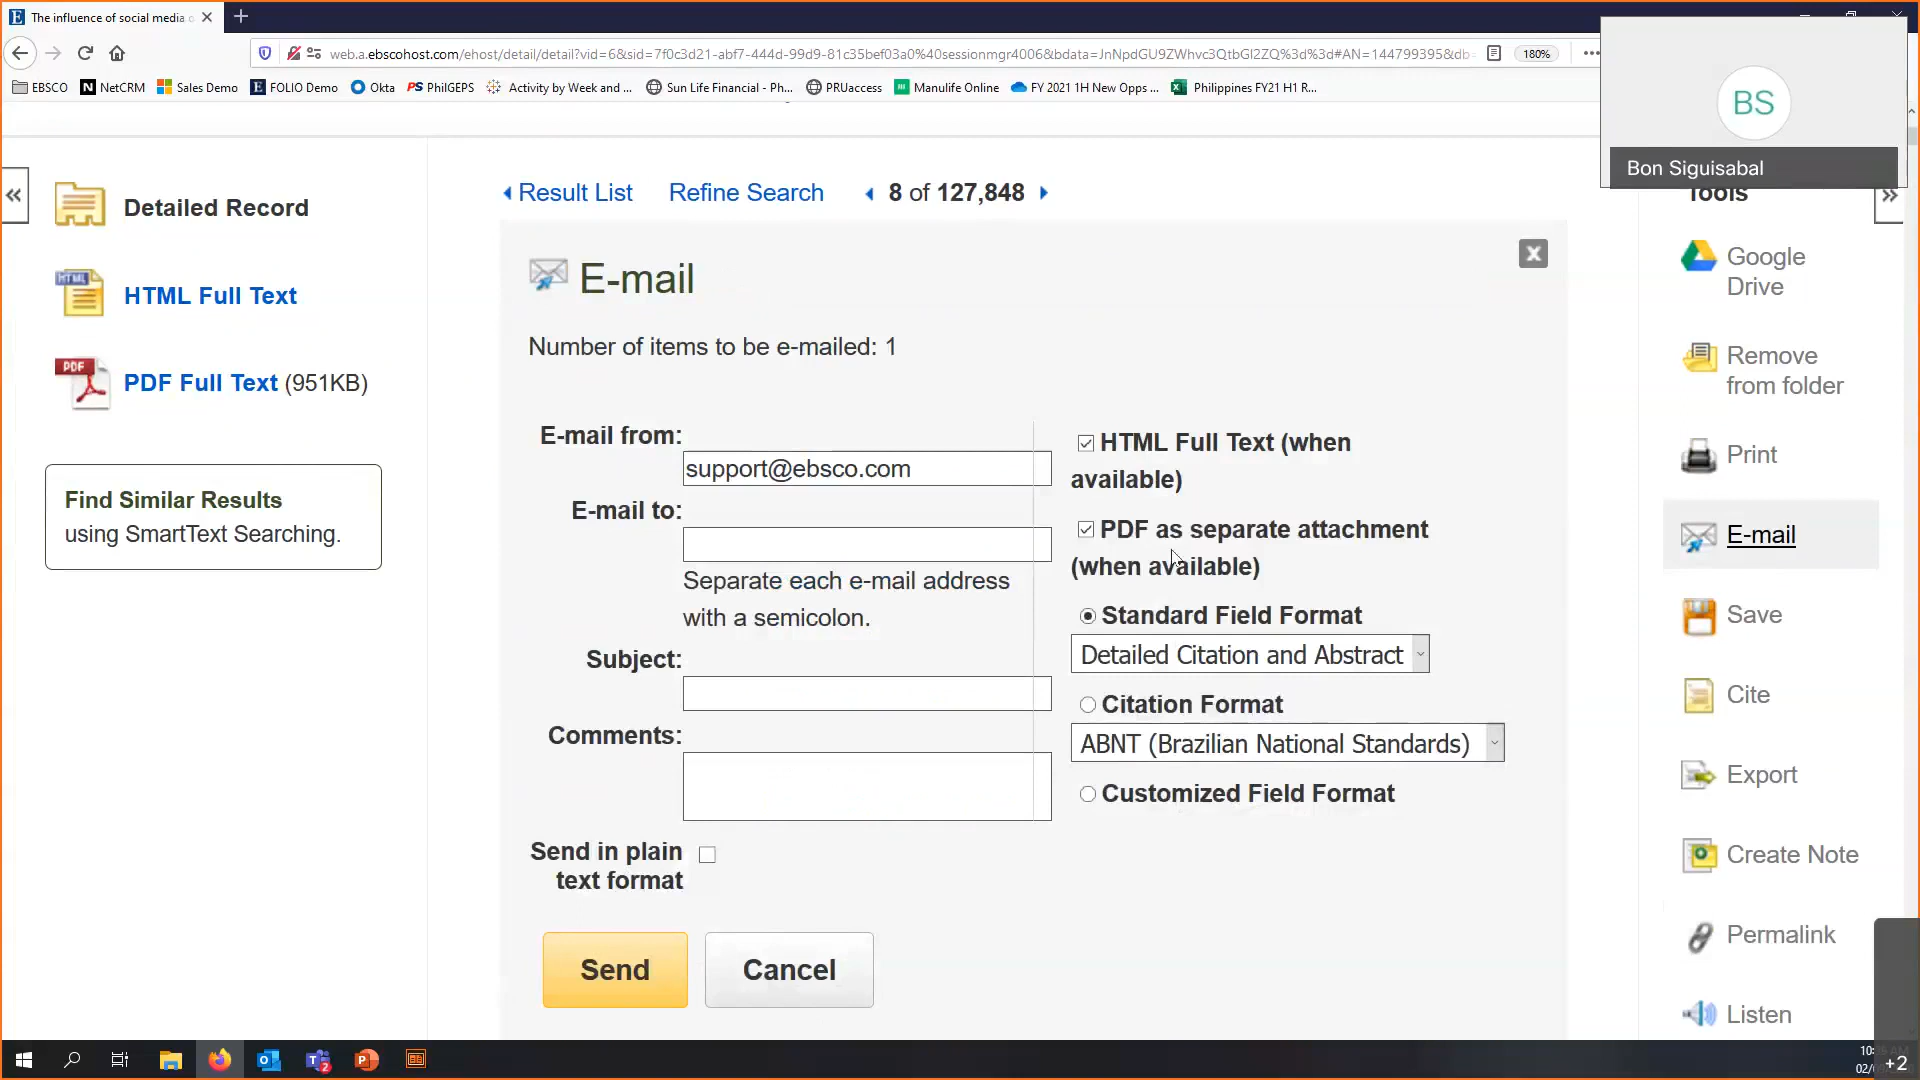 The influence of social media
web.a.ebscohost.com/ehost/detail/detail?vid=6&sid=7f0c3d21-abf7-444d-99d9-81c35bef03a0%40sessionmgr4006&bdata=JnNpdGU9ZWhvc3QtbGl2ZQ%3d%3d#AN=144799395&db
180%
EBSCO NetCRM Sales Demo FOLIO Demo Okta PhilGEPS Activity by Week and ... Sun Life Financial - Ph... PRUaccess Manulife Online FY 2021 1H New Opps ... Philippines FY21 H1 R...
BS
Bon Siguisabal
Detailed Record
HTML Full Text
PDF Full Text (951KB)
Find Similar Results
using SmartText Searching.
Result List Refine Search 8 of 127,848
E-mail
Number of items to be e-mailed: 1
E-mail from:
support@ebsco.com
E-mail to:
Separate each e-mail address
with a semicolon.
Subject:
Comments:
Send in plain
text format
Send Cancel
HTML Full Text (when
available)
PDF as separate attachment
(when available)
Standard Field Format
Detailed Citation and Abstract
Citation Format
ABNT (Brazilian National Standards)
Customized Field Format
Tools
Google
Drive
Remove
from folder
Print
E-mail
Save
Cite
Export
Create Note
Permalink
Listen
+2